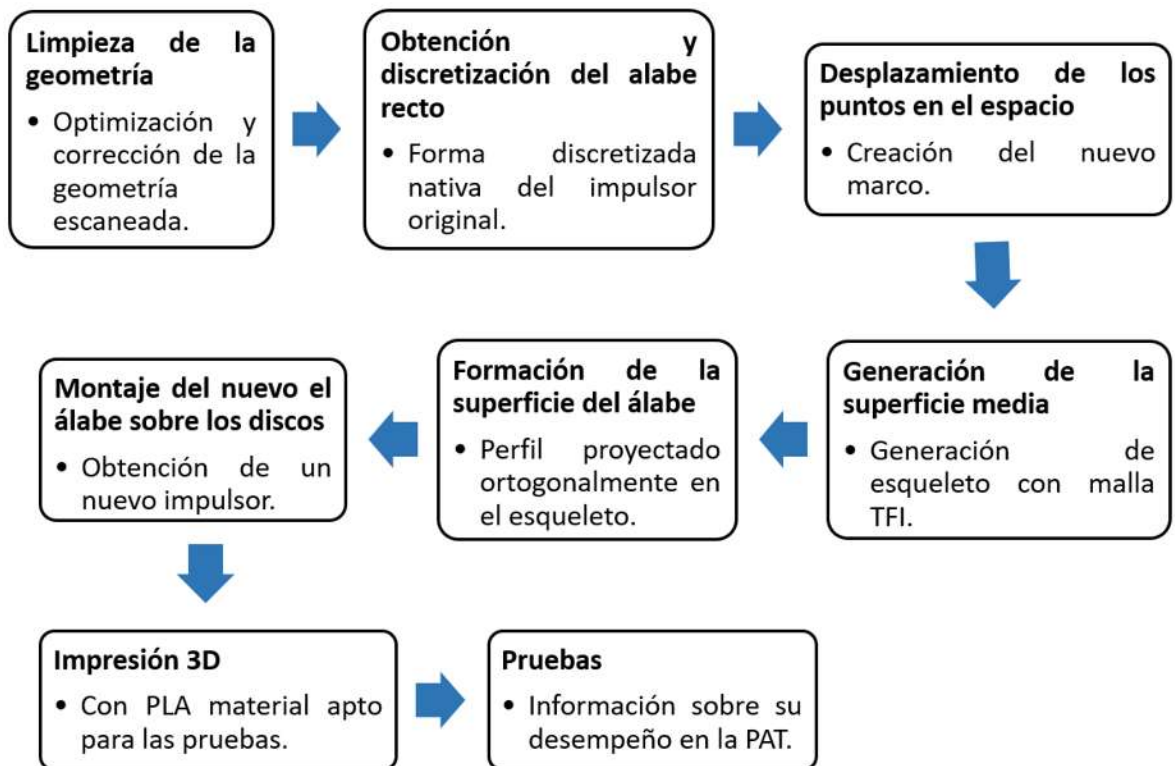 Limpieza de la
geometría
• Optimización y
corrección de la
geometría
escaneada.
Obtención y
discretización del alabe
recto
• Forma discretizada
nativa del impulsor
original.
Desplazamiento de los
puntos en el espacio
• Creación del nuevo
marco.
Generación de la
superficie media
• Generación de
esqueleto con malla
TFI.
Formación de la
superficie del álabe
• Perfil proyectado
ortogonalmente en
el esqueleto.
Montaje del nuevo el
álabe sobre los discos
• Obtención de un
nuevo impulsor.
Impresión 3D
• Con PLA material apto
para las pruebas.
Pruebas
• Información sobre su
desempeño en la PAT.